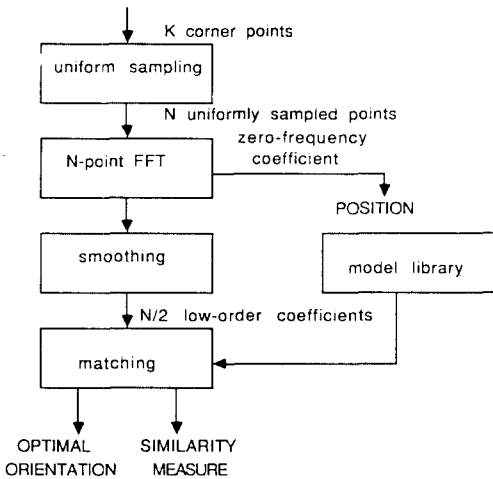 K corner points
uniform sampling
N uniformly sampled points
zero-frequency
coefficient
N-point FFT
POSITION
smoothing
model library
N/2 low-order coefficients
matching
OPTIMAL
ORIENTATION
SIMILARITY
MEASURE